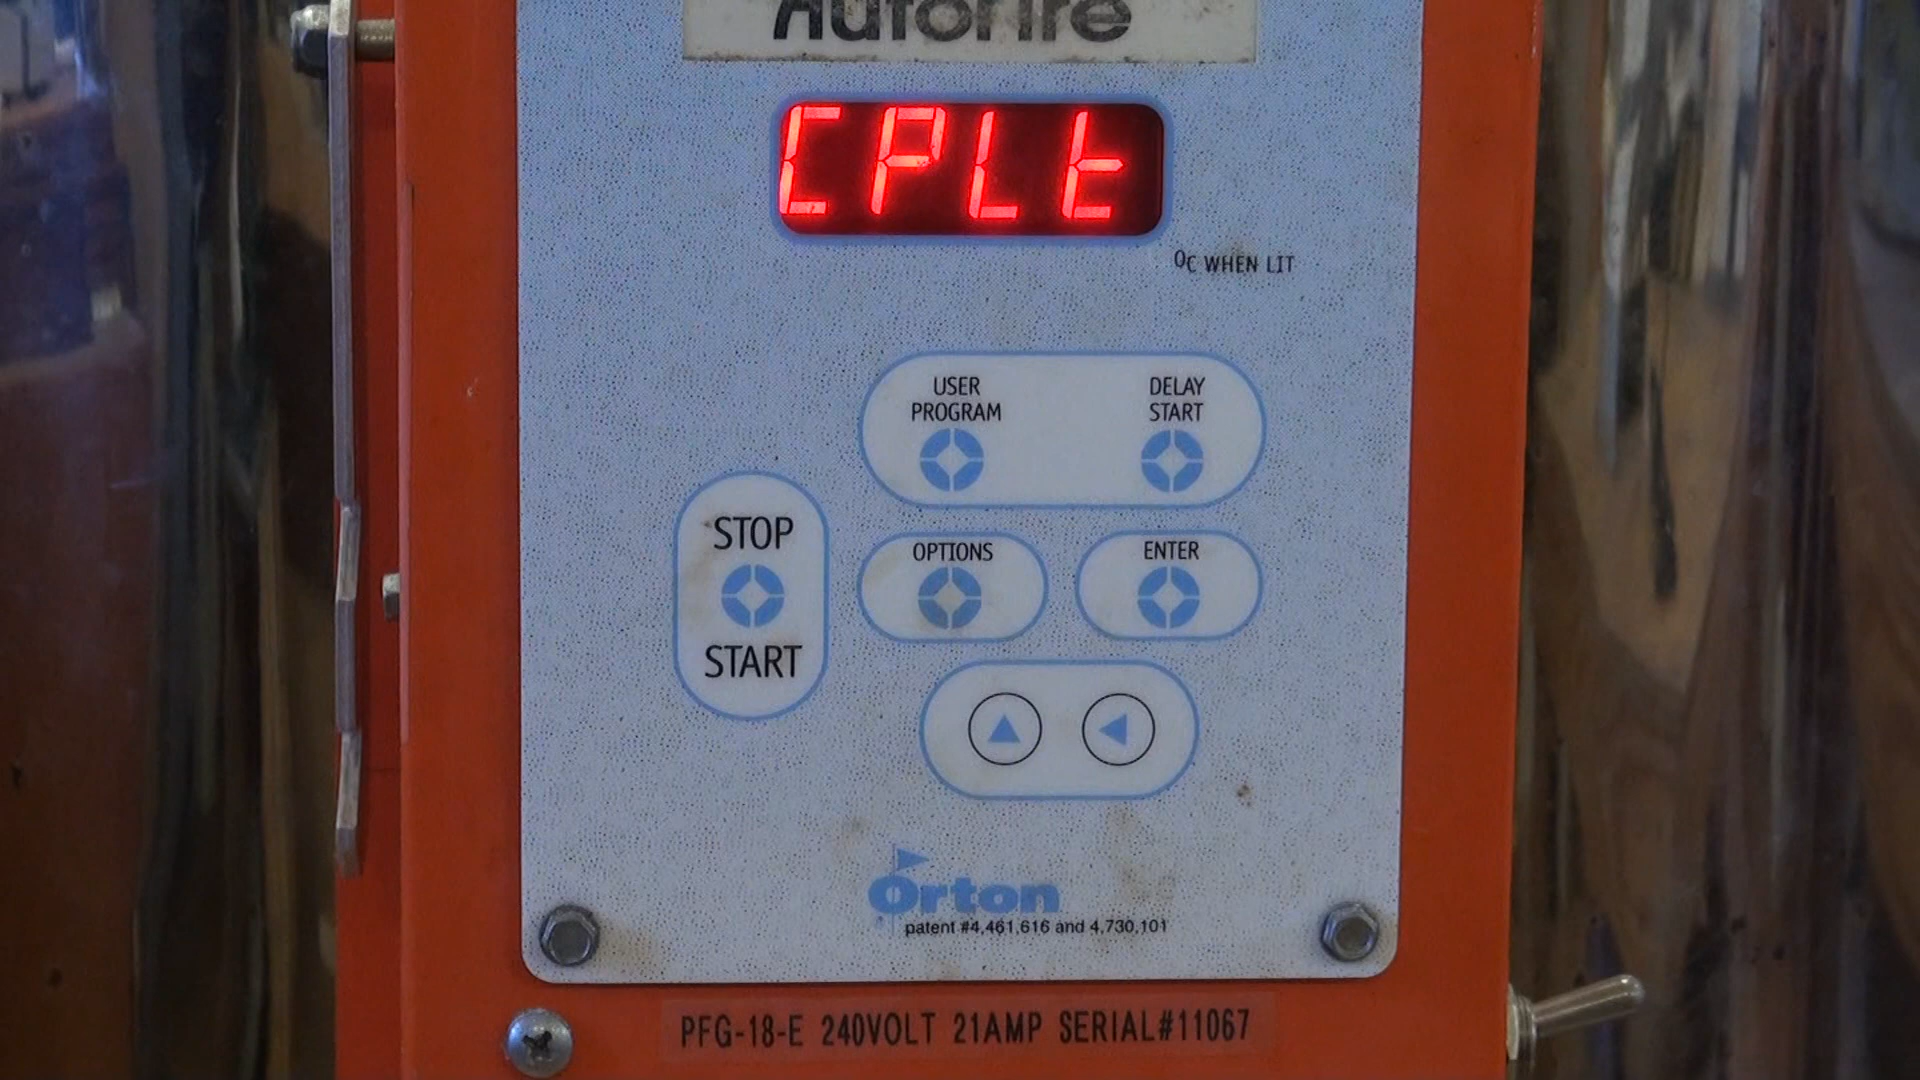 AutoFire
CPLt
°C WHEN LIT
USER
PROGRAM
DELAY
START
STOP
START
OPTIONS
ENTER
Orton
patent #4,461,616 and 4,730,101
PFG-18-E 240VOLT 21AMP SERIAL#11067